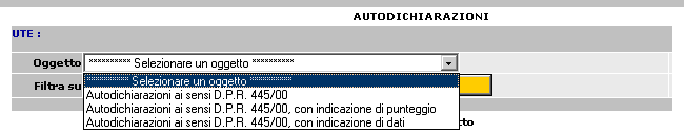 AUTODICHIARAZIONI
UTE :
Oggetto ********** Selezionare un oggetto **********
********** Selezionare un oggetto **********
Filtra su
Autodichiarazioni ai sensi D.P.R. 445/00
Autodichiarazioni ai sensi D.P.R. 445/00, con indicazione di punteggio
Autodichiarazioni ai sensi D.P.R. 445/00, con indicazione di dati